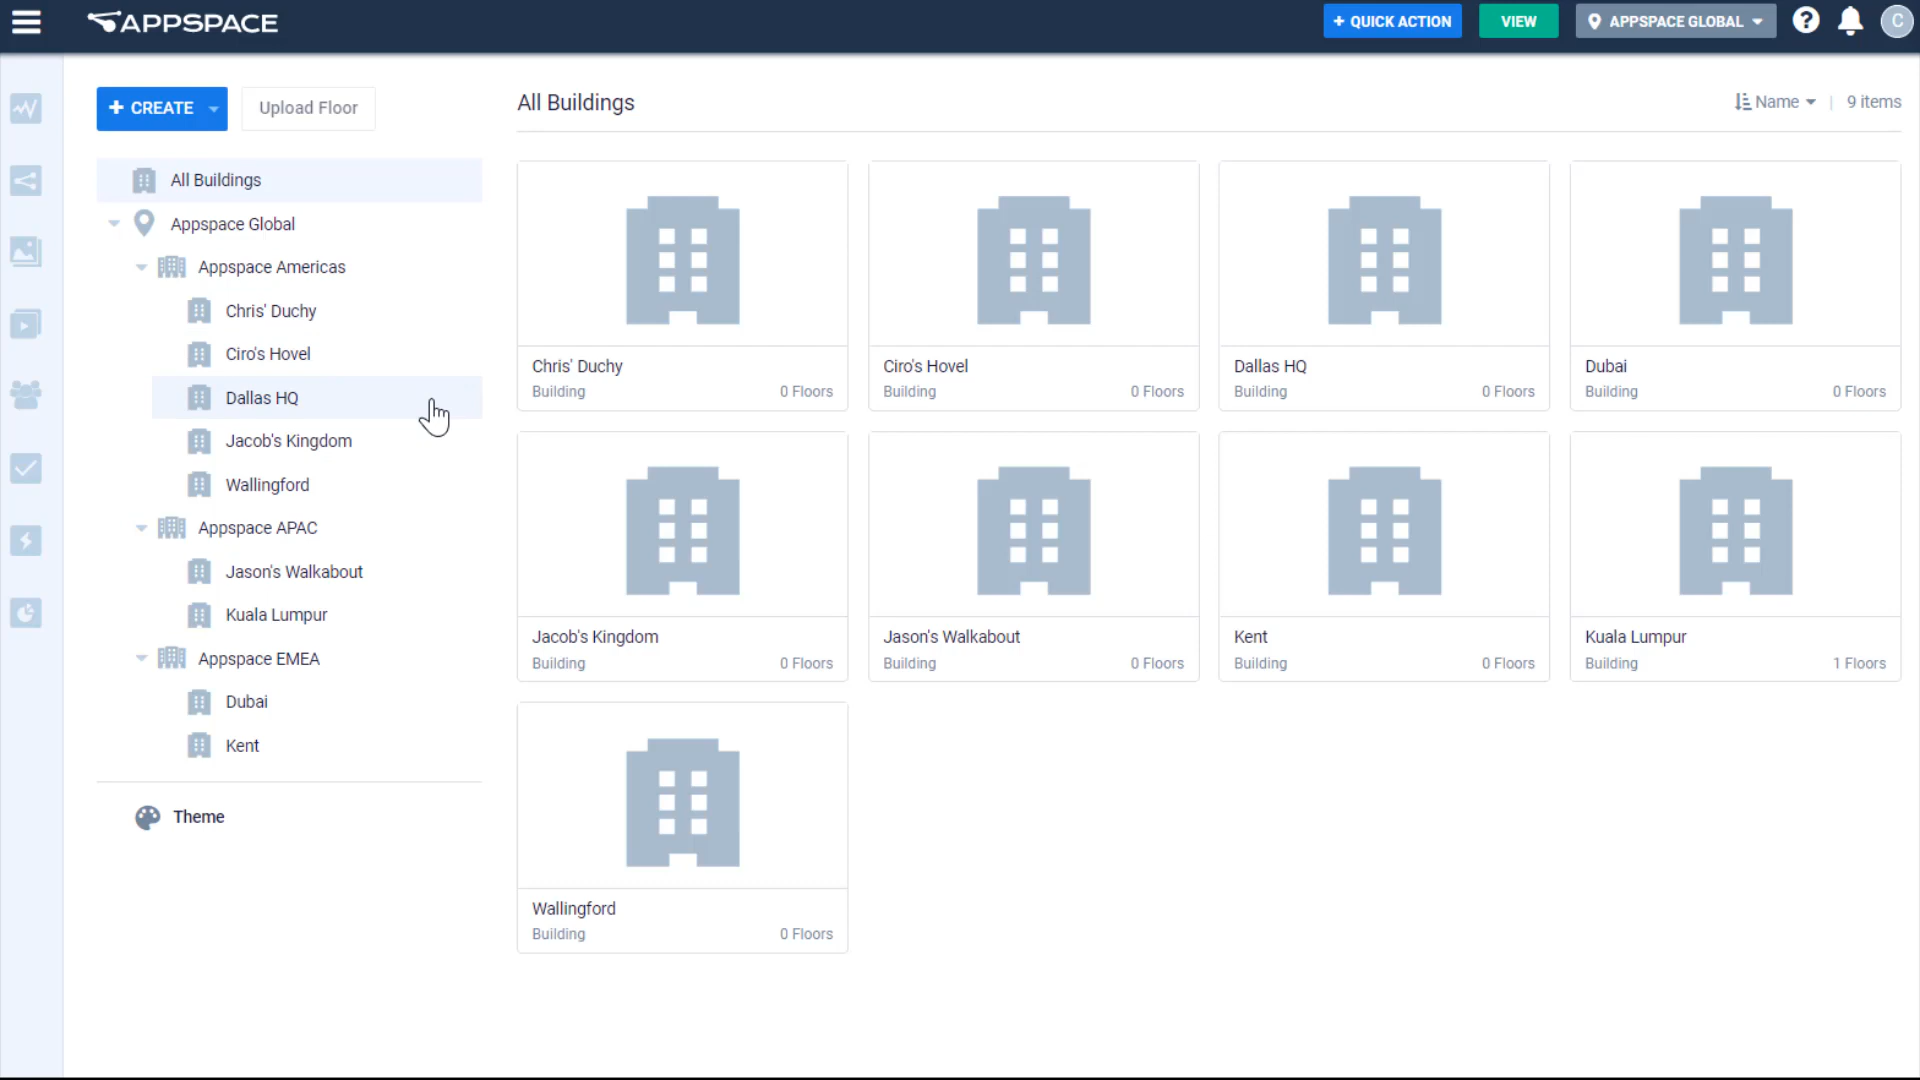 APPSPACE
+ QUICK ACTION
VIEW
APPSPACE GLOBAL
?
C
+ CREATE
Upload Floor
All Buildings
Name
|
9 items
All Buildings
Appspace Global
Appspace Americas
Chris' Duchy
Ciro's Hovel
Dallas HQ
Jacob's Kingdom
Wallingford
Appspace APAC
Jason's Walkabout
Kuala Lumpur
Appspace EMEA
Dubai
Kent
Theme
Chris' Duchy
Building
0 Floors
Ciro's Hovel
Building
0 Floors
Dallas HQ
Building
0 Floors
Dubai
Building
0 Floors
Jacob's Kingdom
Building
0 Floors
Jason's Walkabout
Building
0 Floors
Kent
Building
0 Floors
Kuala Lumpur
Building
1 Floors
Wallingford
Building
0 Floors